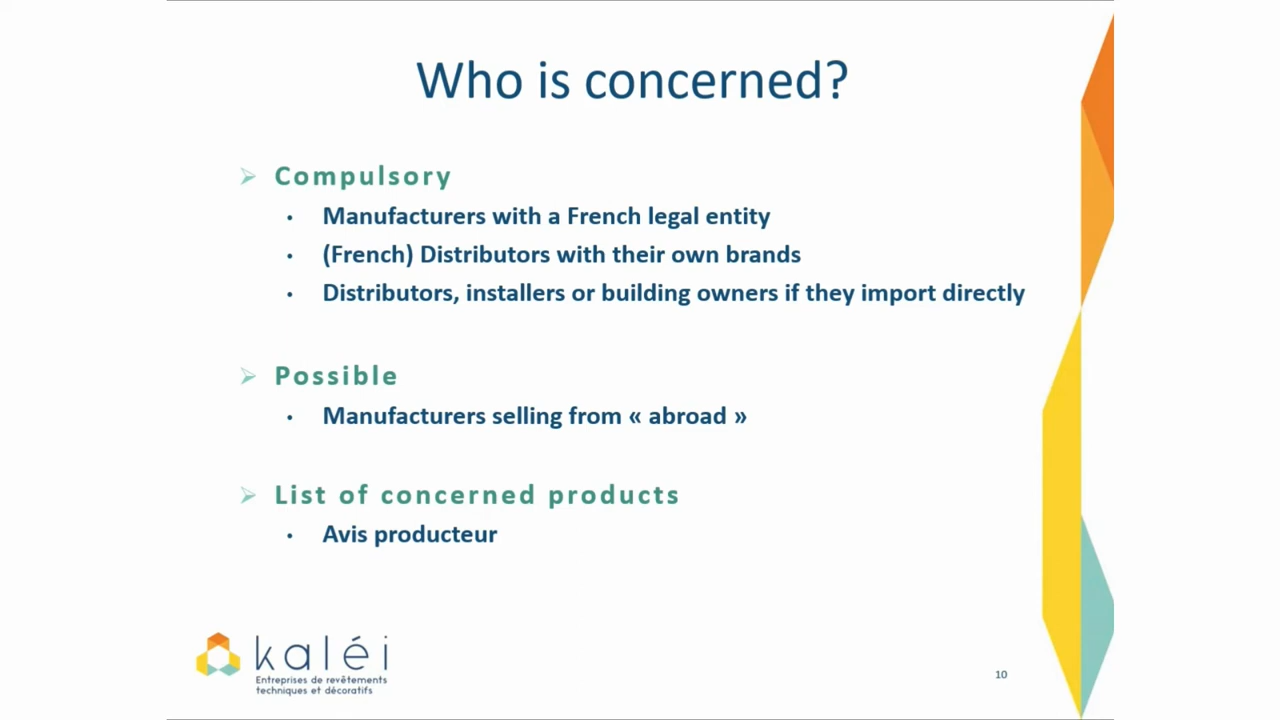 Who is concerned?
Compulsory
Manufacturers with a French legal entity
(French) Distributors with their own brands
Distributors, installers or building owners if they import directly
Possible
Manufacturers selling from « abroad »
List of concerned products
Avis producteur
kaléi
Entreprises de revêtements
techniques et décoratifs
10